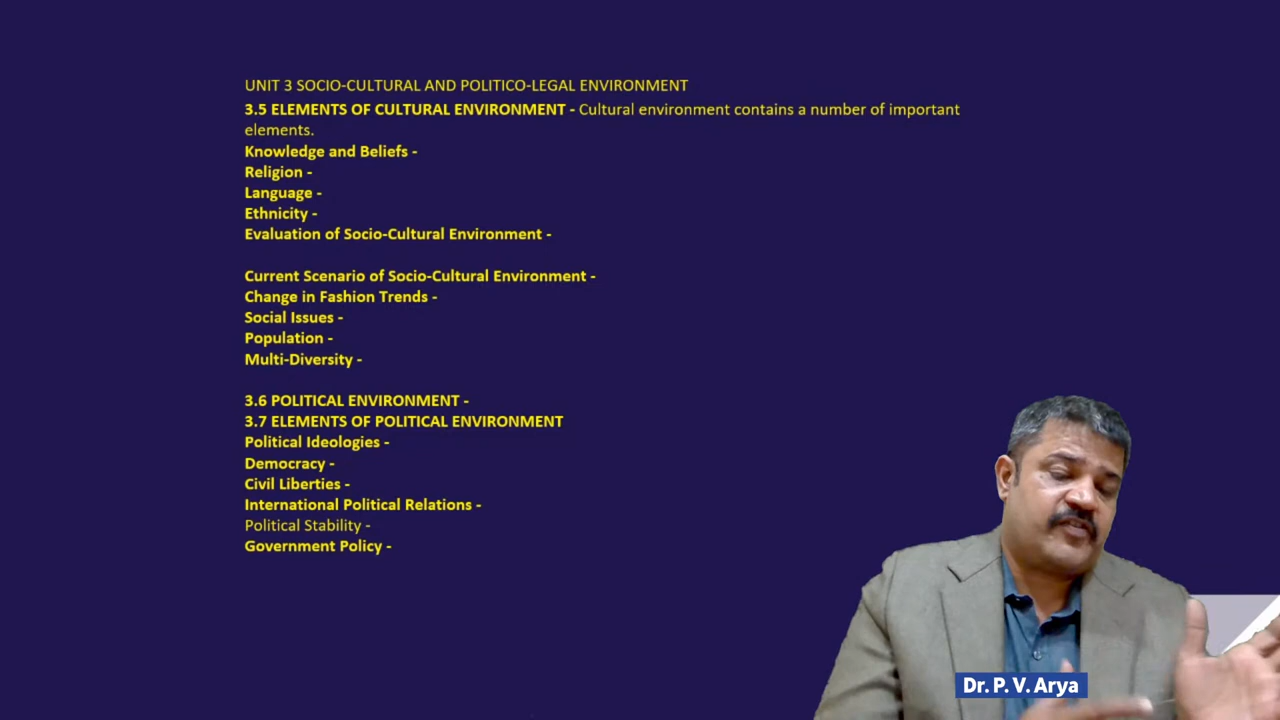 UNIT 3 SOCIO-CULTURAL AND POLITICO-LEGAL ENVIRONMENT
3.5 ELEMENTS OF CULTURAL ENVIRONMENT - Cultural environment contains a number of important
elements.
Knowledge and Beliefs -
Religion -
Language -
Ethnicity -
Evaluation of Socio-Cultural Environment -
Current Scenario of Socio-Cultural Environment -
Change in Fashion Trends -
Social Issues -
Population -
Multi-Diversity -
3.6 POLITICAL ENVIRONMENT -
3.7 ELEMENTS OF POLITICAL ENVIRONMENT
Political Ideologies -
Democracy -
Civil Liberties -
International Political Relations -
Political Stability -
Government Policy -
Dr. P. V. Arya